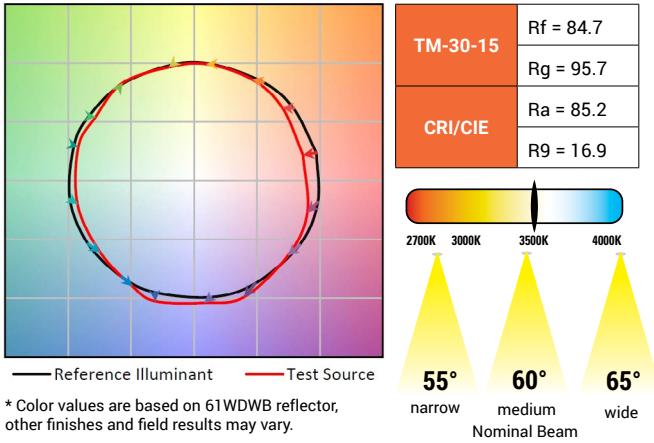 TM-30-15
Rf = 84.7
Rg = 95.7
CRI/CIE
Ra = 85.2
R9 = 16.9
2700K 3000K 3500K 4000K
55° 60° 65°
narrow medium wide
Nominal Beam
Reference Illuminant Test Source
* Color values are based on 61WDWB reflector,
other finishes and field results may vary.